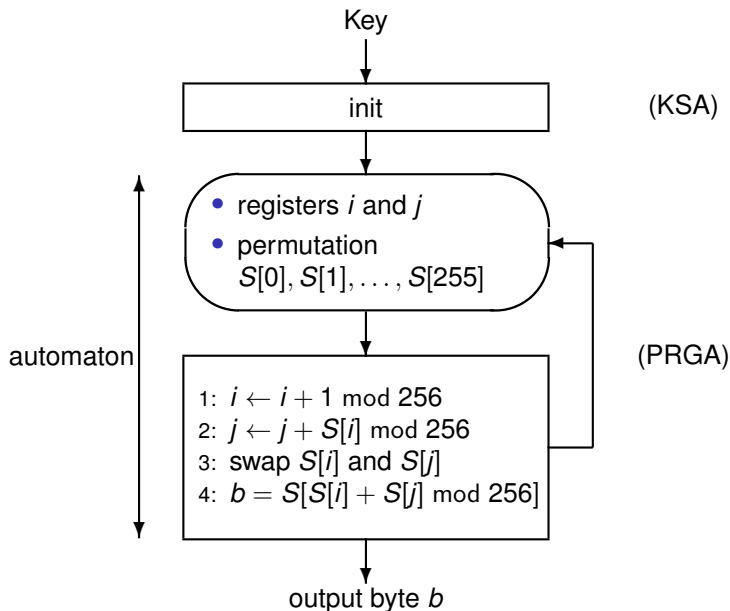 Key
init
(KSA)
• registers i and j
• permutation
S[0], S[1], . . . , S[255]
automaton
(PRGA)
1: i ← i + 1 mod 256
2: j ← j + S[i] mod 256
3: swap S[i] and S[j]
4: b = S[S[i] + S[j] mod 256]
output byte b